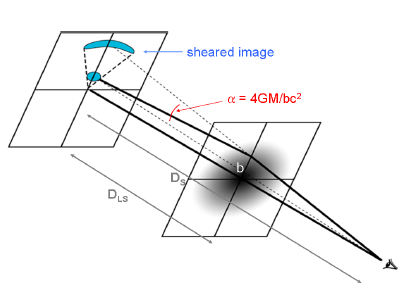 sheared image
α = 4GM/bc²
b
D_S
D_LS